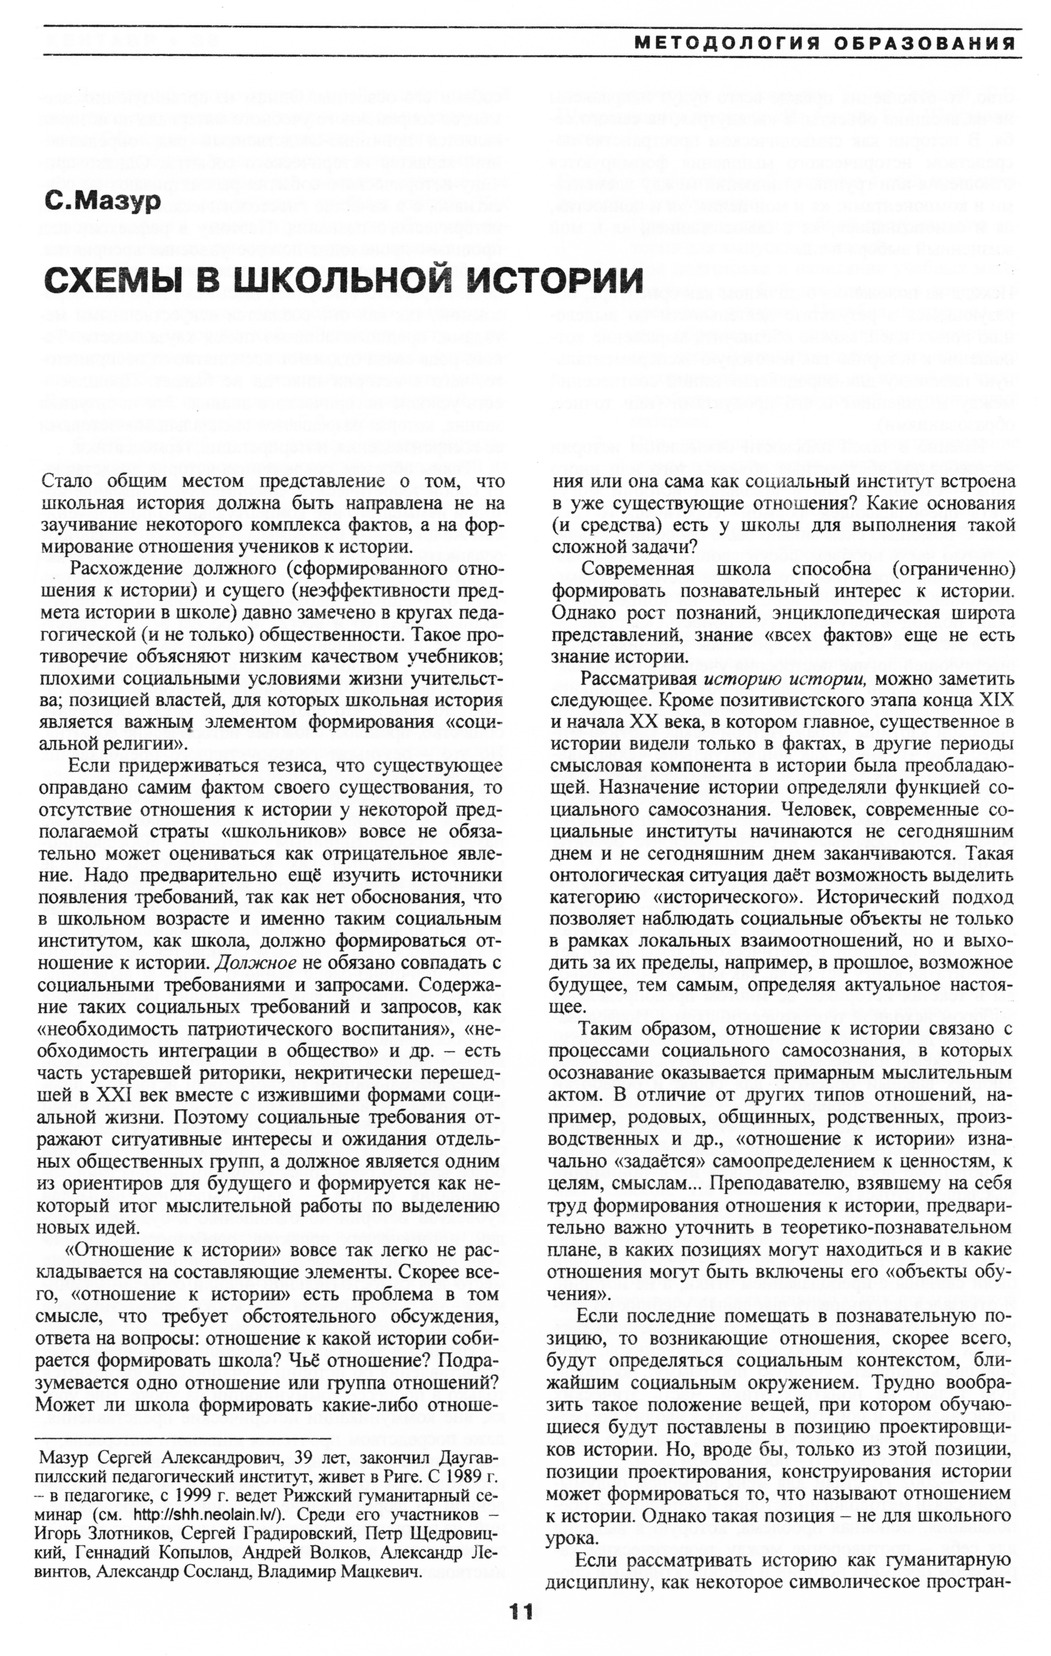 МЕТОДОЛОГИЯ ОБРАЗОВАНИЯ
С.Мазур
СХЕМЫ В ШКОЛЬНОЙ ИСТОРИИ
Стало общим местом представление о том, что
школьная история должна быть направлена не на
заучивание некоторого комплекса фактов, а на фор-
мирование отношения учеников к истории.
Расхождение должного (сформированного отно-
шения к истории) и сущего (неэффективности пред-
мета истории в школе) давно замечено в кругах педа-
гогической (и не только) общественности. Такое про-
тиворечие объясняют низким качеством учебников;
плохими социальными условиями жизни учительст-
ва; позицией властей, для которых школьная история
является важным элементом формирования «соци-
альной религии».
Если придерживаться тезиса, что существующее
оправдано самим фактом своего существования, то
отсутствие отношения к истории у некоторой пред-
полагаемой страты «школьников» вовсе не обяза-
тельно может оцениваться как отрицательное явле-
ние. Надо предварительно ещё изучить источники
появления требований, так как нет обоснования, что
в школьном возрасте и именно таким социальным
институтом, как школа, должно формироваться от-
ношение к истории. Должное не обязано совпадать с
социальными требованиями и запросами. Содержа-
ние таких социальных требований и запросов, как
«необходимость патриотического воспитания», «не-
обходимость интеграции в общество» и др. – есть
часть устаревшей риторики, некритически перешед-
шей в XXI век вместе с изжившими формами соци-
альной жизни. Поэтому социальные требования от-
ражают ситуативные интересы и ожидания отдель-
ных общественных групп, а должное является одним
из ориентиров для будущего и формируется как не-
который итог мыслительной работы по выделению
новых идей.
«Отношение к истории» вовсе так легко не рас-
кладывается на составляющие элементы. Скорее все-
го, «отношение к истории» есть проблема в том
смысле, что требует обстоятельного обсуждения,
ответа на вопросы: отношение к какой истории соби-
рается формировать школа? Чьё отношение? Подра-
зумевается одно отношение или группа отношений?
Может ли школа формировать какие-либо отноше-
Мазур Сергей Александрович, 39 лет, закончил Даугав-
пилсский педагогический институт, живет в Риге. С 1989 г.
– в педагогике, с 1999 г. ведет Рижский гуманитарный се-
минар (см. http://shh.neolain.lv/). Среди его участников –
Игорь Злотников, Сергей Градировский, Петр Щедровиц-
кий, Геннадий Копылов, Андрей Волков, Александр Ле-
винтов, Александр Сосланд, Владимир Мацкевич.
ния или она сама как социальный институт встроена
в уже существующие отношения? Какие основания
(и средства) есть у школы для выполнения такой
сложной задачи?
Современная школа способна (ограниченно)
формировать познавательный интерес к истории.
Однако рост познаний, энциклопедическая широта
представлений, знание «всех фактов» еще не есть
знание истории.
Рассматривая историю истории, можно заметить
следующее. Кроме позитивистского этапа конца XIX
и начала XX века, в котором главное, существенное в
истории видели только в фактах, в другие периоды
смысловая компонента в истории была преобладаю-
щей. Назначение истории определяли функцией со-
циального самосознания. Человек, современные со-
циальные институты начинаются не сегодняшним
днем и не сегодняшним днем заканчиваются. Такая
онтологическая ситуация даёт возможность выделить
категорию «исторического». Исторический подход
позволяет наблюдать социальные объекты не только
в рамках локальных взаимоотношений, но и выхо-
дить за их пределы, например, в прошлое, возможное
будущее, тем самым, определяя актуальное настоя-
щее.
Таким образом, отношение к истории связано с
процессами социального самосознания, в которых
осознавание оказывается примарным мыслительным
актом. В отличие от других типов отношений, на-
пример, родовых, общинных, родственных, произ-
водственных и др., «отношение к истории» изна-
чально «задаётся» самоопределением к ценностям, к
целям, смыслам... Преподавателю, взявшему на себя
труд формирования отношения к истории, предвари-
тельно важно уточнить в теоретико-познавательном
плане, в каких позициях могут находиться и в какие
отношения могут быть включены его «объекты обу-
чения».
Если последние помещать в познавательную по-
зицию, то возникающие отношения, скорее всего,
будут определяться социальным контекстом, бли-
жайшим социальным окружением. Трудно вообра-
зить такое положение вещей, при котором обучаю-
щиеся будут поставлены в позицию проектировщи-
ков истории. Но, вроде бы, только из этой позиции,
позиции проектирования, конструирования истории
может формироваться то, что называют отношением
к истории. Однако такая позиция – не для школьного
урока.
Если рассматривать историю как гуманитарную
дисциплину, как некоторое символическое простран-
11